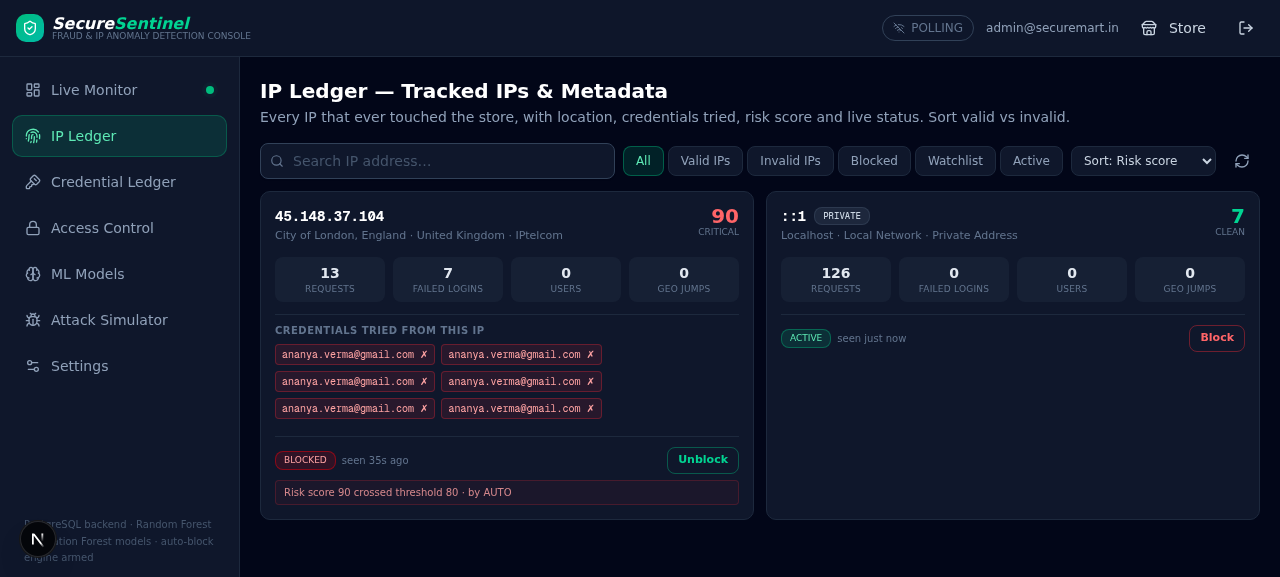 SecureSentinel
FRAUD & IP ANOMALY DETECTION CONSOLE
POLLING
admin@securemart.in
Store
Live Monitor
IP Ledger
Credential Ledger
Access Control
ML Models
Attack Simulator
Settings
IP Ledger — Tracked IPs & Metadata
Every IP that ever touched the store, with location, credentials tried, risk score and live status. Sort valid vs invalid.
Search IP address...
All
Valid IPs
Invalid IPs
Blocked
Watchlist
Active
Sort: Risk score
45.148.37.104
90
City of London, England · United Kingdom · IPtelcom
CRITICAL
13
7
0
0
REQUESTS
FAILED LOGINS
USERS
GEO JUMPS
CREDENTIALS TRIED FROM THIS IP
ananya.verma@gmail.com ✗ ananya.verma@gmail.com ✗
ananya.verma@gmail.com ✗ ananya.verma@gmail.com ✗
ananya.verma@gmail.com ✗ ananya.verma@gmail.com ✗
BLOCKED seen 35s ago
Unblock
Risk score 90 crossed threshold 80 · by AUTO
::1 PRIVATE
7
Localhost · Local Network · Private Address
CLEAN
126
0
0
0
REQUESTS
FAILED LOGINS
USERS
GEO JUMPS
ACTIVE seen just now
Block
N
· Random Forest
models · auto-block
engine armed
backend